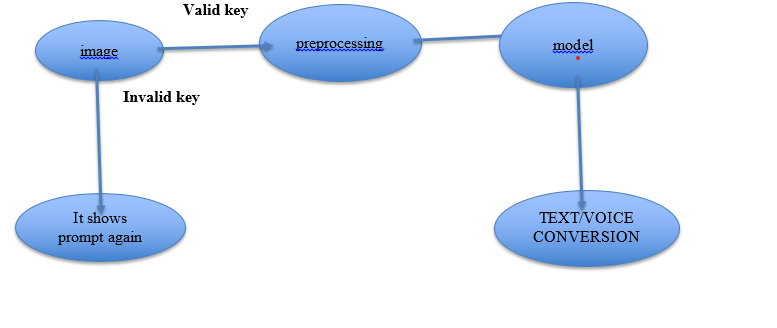 Valid key
image
preprocessing
model
Invalid key
It shows
prompt again
TEXT/VOICE
CONVERSION